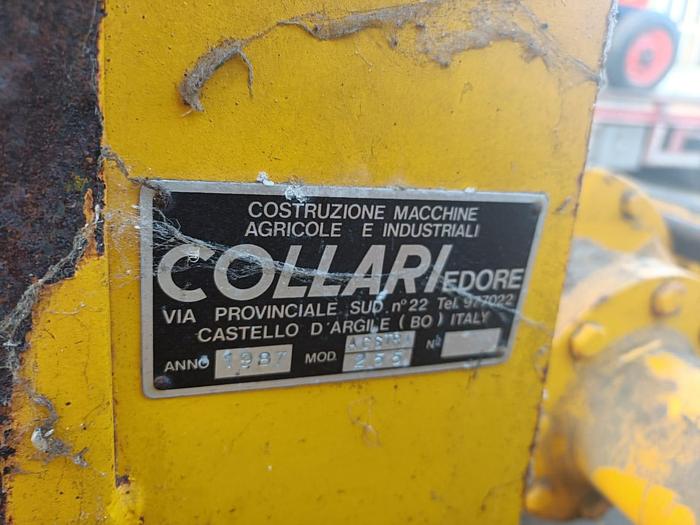 COSTRUZIONE MACCHINE
AGRICOLE E INDUSTRIALI
COLLARI EDORE
VIA PROVINCIALE SUD n° 22 Tel. 977022
CASTELLO D'ARGILE (BO) ITALY
ANNO 1987 MOD. 255 N°